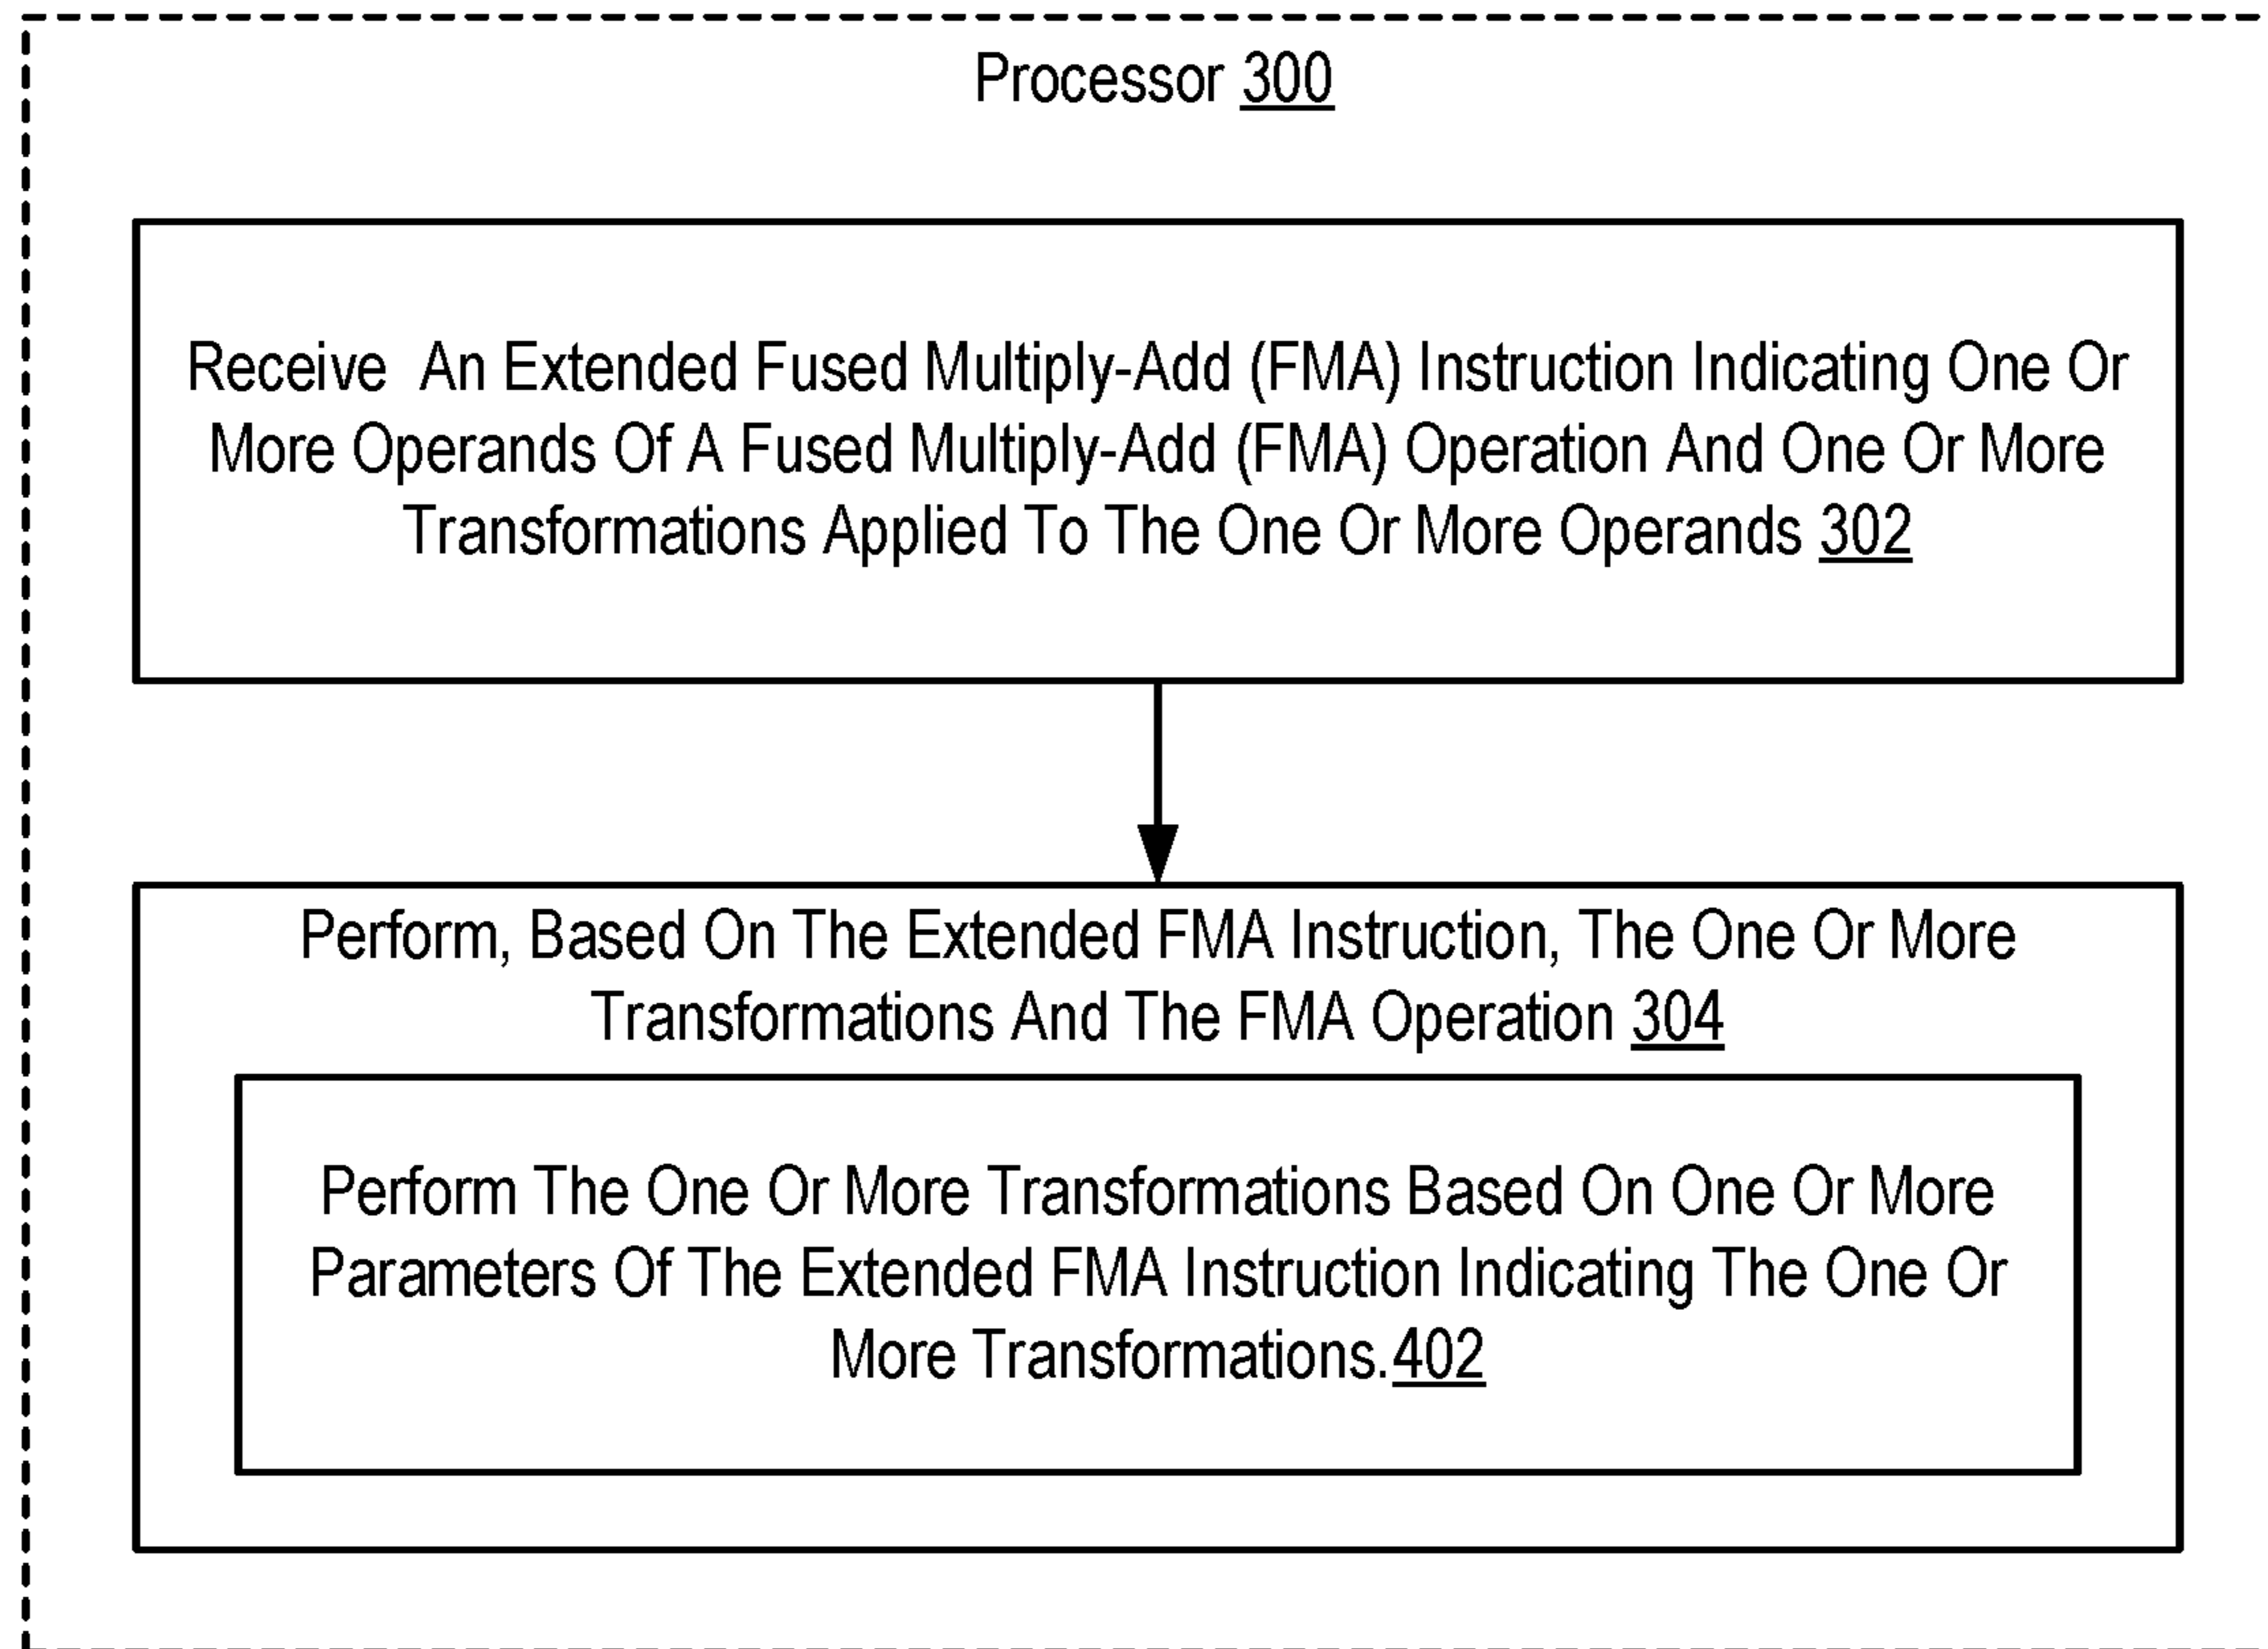 Processor 300
Receive An Extended Fused Multiply-Add (FMA) Instruction Indicating One Or
More Operands Of A Fused Multiply-Add (FMA) Operation And One Or More
Transformations Applied To The One Or More Operands 302
Perform, Based On The Extended FMA Instruction, The One Or More
Transformations And The FMA Operation 304
Perform The One Or More Transformations Based On One Or More
Parameters Of The Extended FMA Instruction Indicating The One Or
More Transformations.402